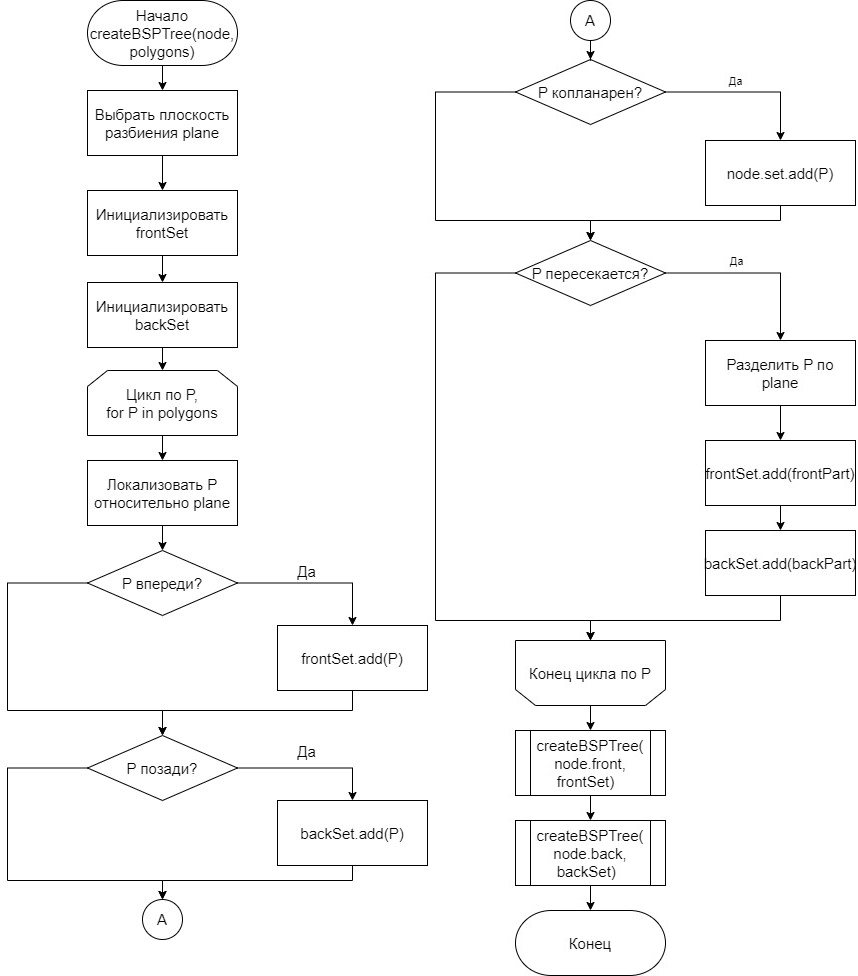 Начало
createBSPTree(node,
polygons)
Выбрать плоскость
разбиения plane
Инициализировать
frontSet
Инициализировать
backSet
Цикл по P,
for P in polygons
Локализовать P
относительно plane
P впереди?
Да
frontSet.add(P)
P позади?
Да
backSet.add(P)
A
A
P копланарен?
Да
node.set.add(P)
P пересекается?
Да
Разделить P по
plane
frontSet.add(frontPart)
backSet.add(backPart)
Конец цикла по P
createBSPTree(
node.front,
frontSet)
createBSPTree(
node.back,
backSet)
Конец